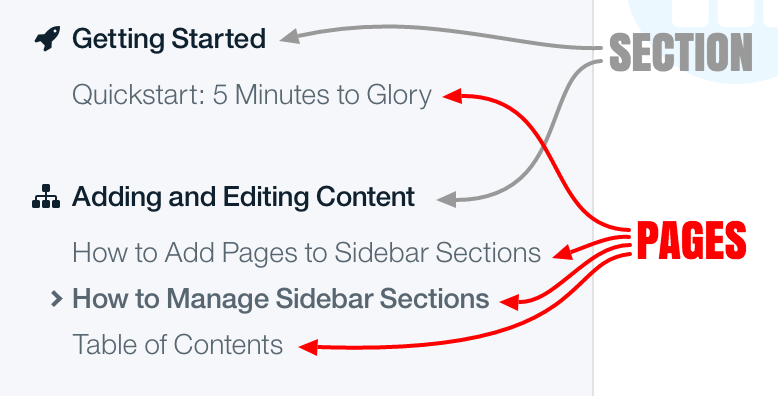 Getting Started
SECTION
Quickstart: 5 Minutes to Glory
Adding and Editing Content
How to Add Pages to Sidebar Sections
PAGES
How to Manage Sidebar Sections
Table of Contents